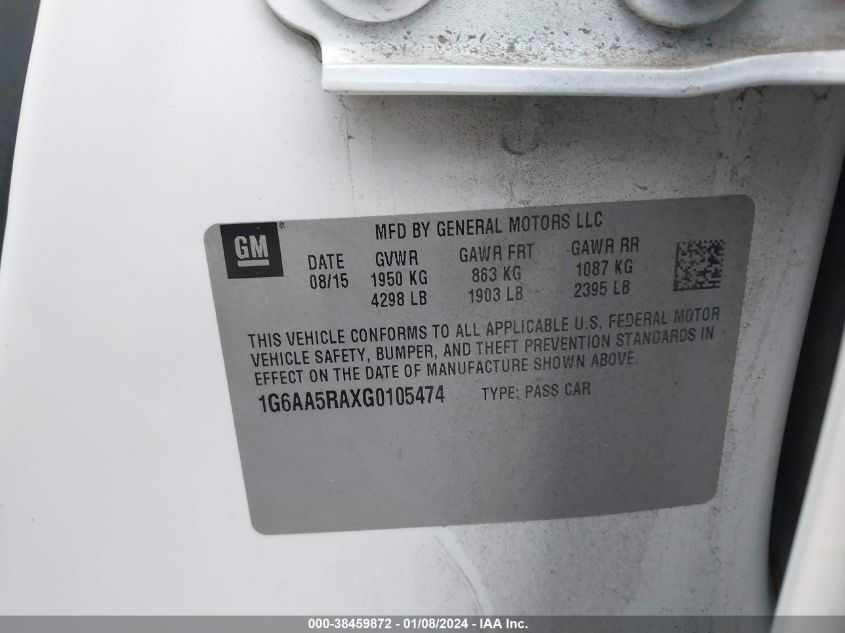 GM
MFD BY GENERAL MOTORS LLC
DATE GVWR GAWR FRT GAWR RR
08/15 1950 KG 863 KG 1087 KG
4298 LB 1903 LB 2395 LB
THIS VEHICLE CONFORMS TO ALL APPLICABLE U.S. FEDERAL MOTOR
VEHICLE SAFETY, BUMPER, AND THEFT PREVENTION STANDARDS IN
EFFECT ON THE DATE OF MANUFACTURE SHOWN ABOVE.
1G6AA5RAXG0105474 TYPE: PASS CAR
000-38459872 - 01/08/2024 - IAA Inc.